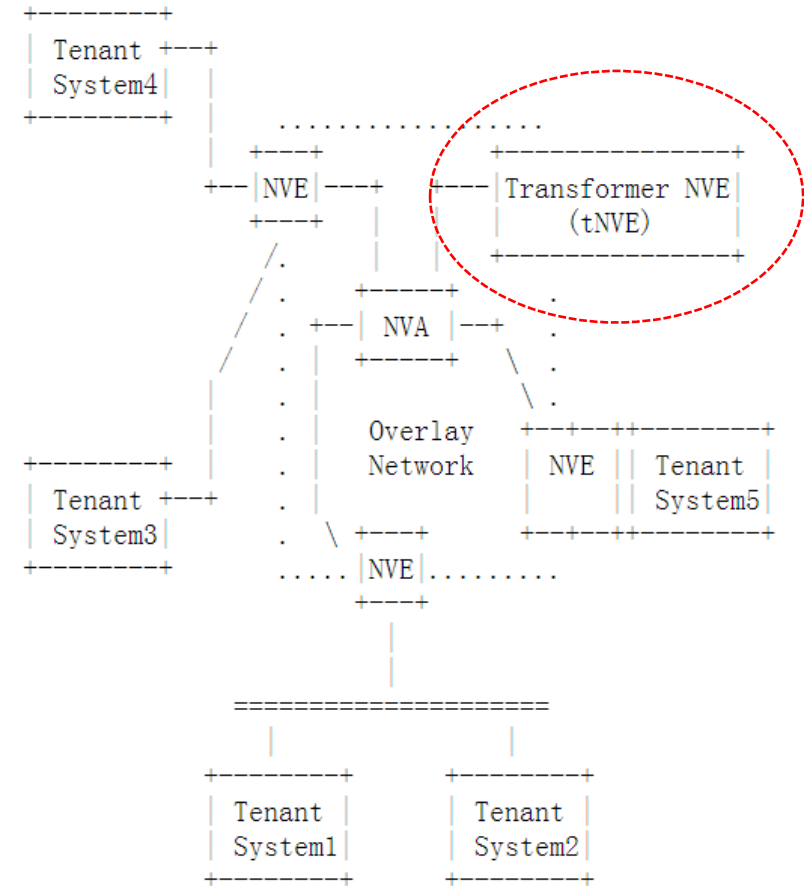 Tenant
System4
NVE
Transformer NVE
(tNVE)
NVA
Overlay
Network
NVE
Tenant
System5
Tenant
System3
NVE
Tenant
System1
Tenant
System2